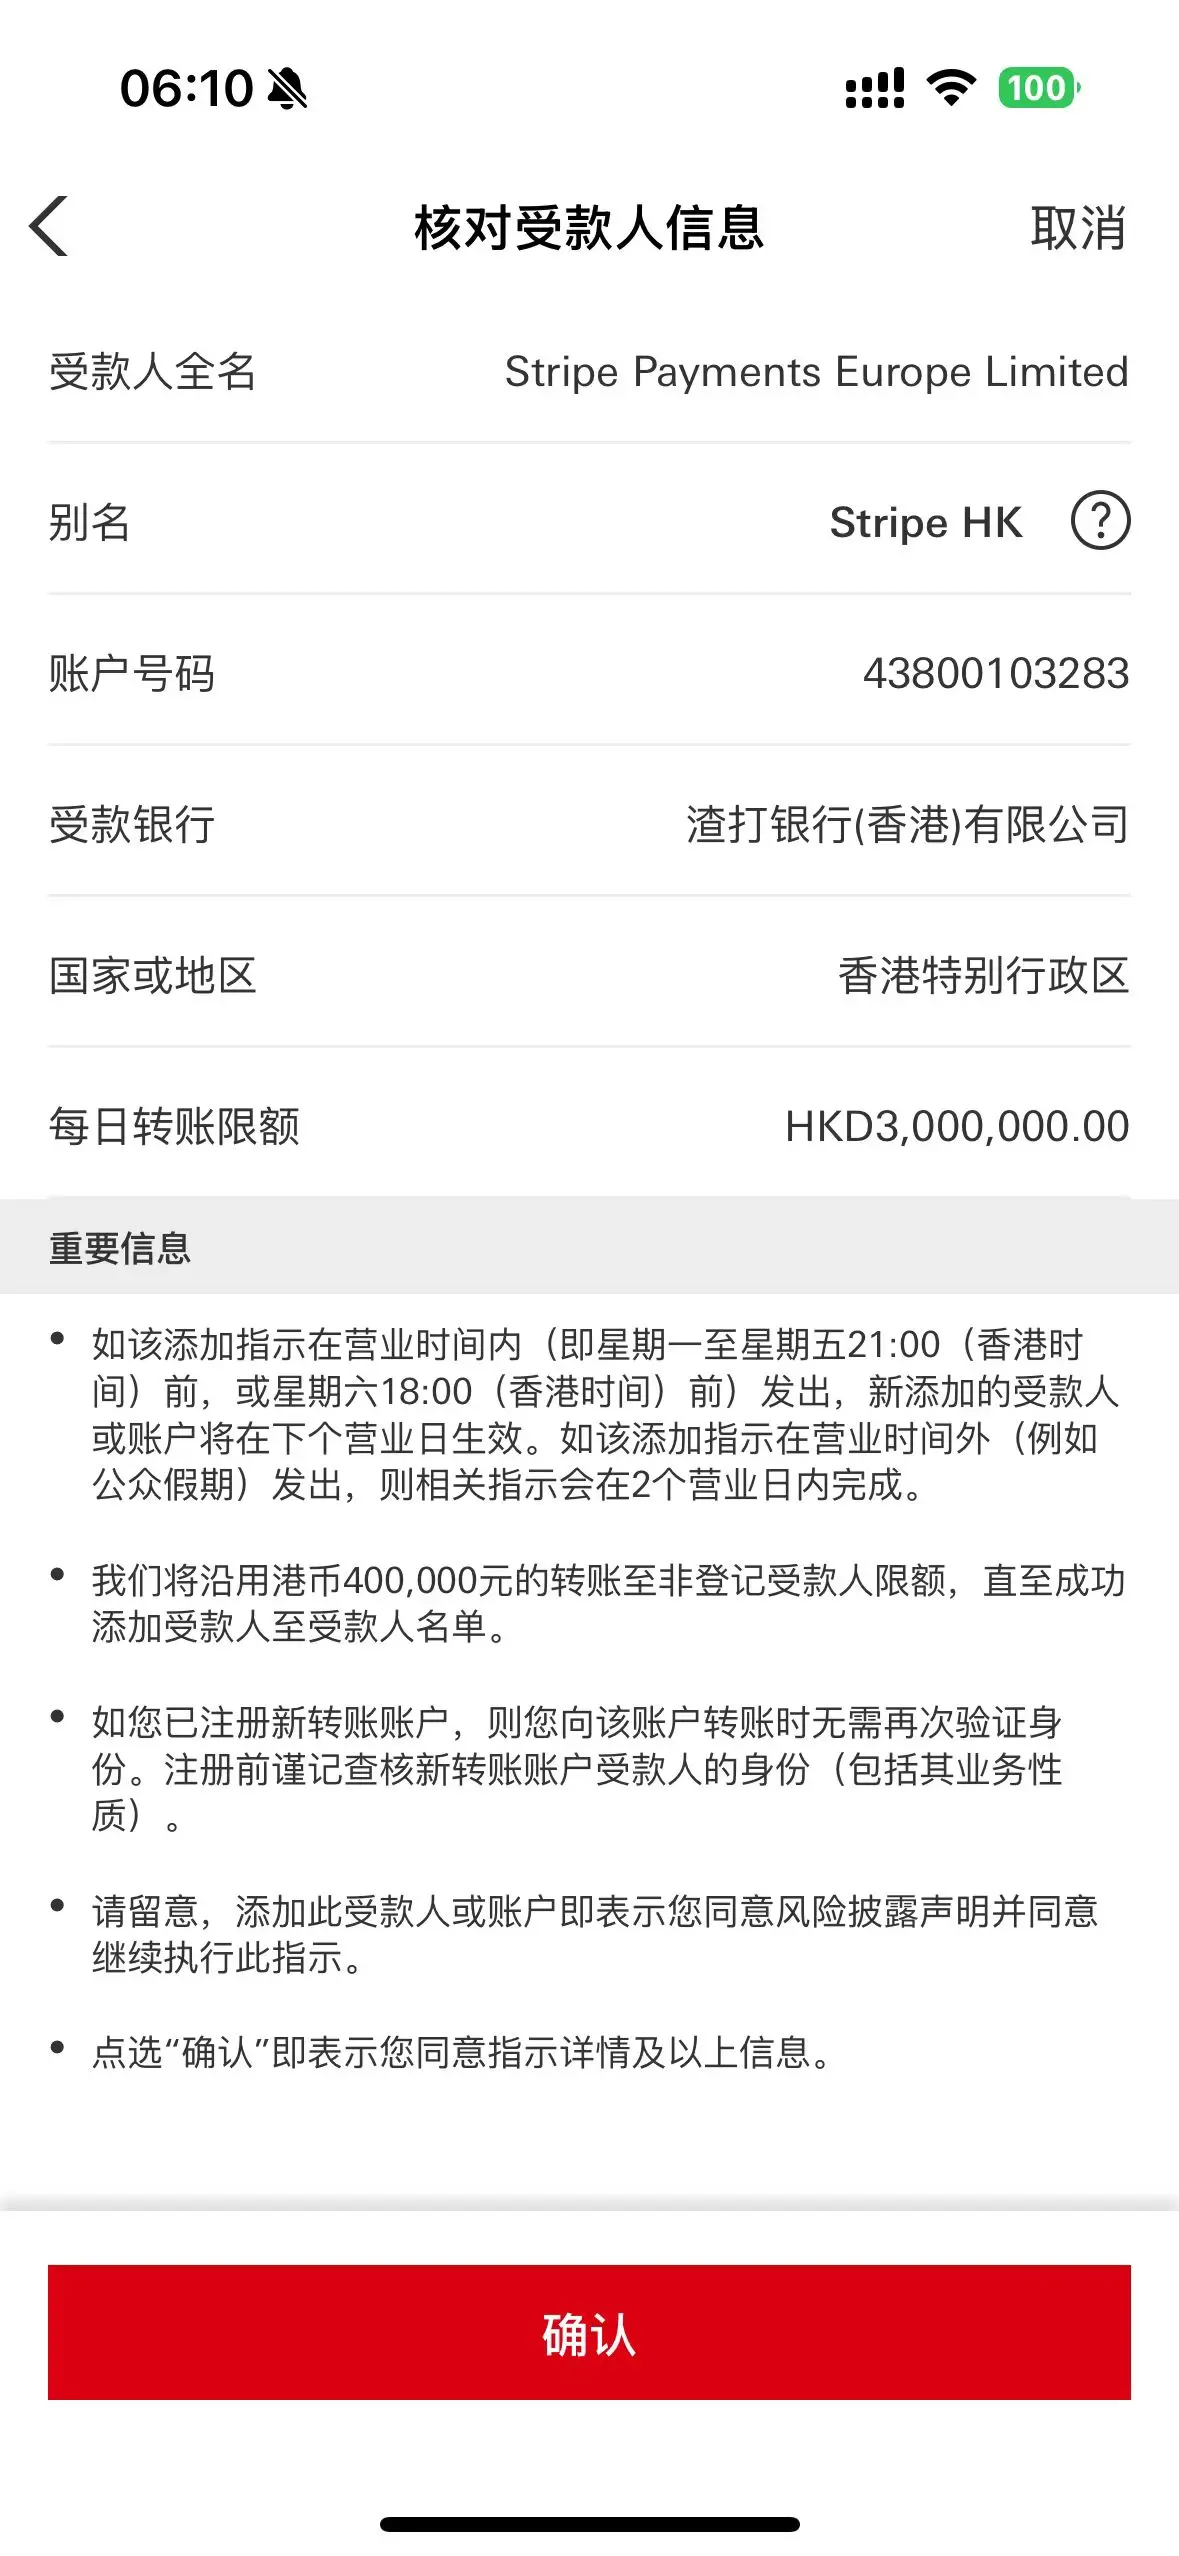 06:10
100
核对受款人信息
取消
受款人全名 Stripe Payments Europe Limited
别名 Stripe HK ?
账户号码 43800103283
受款银行 渣打银行(香港)有限公司
国家或地区 香港特别行政区
每日转账限额 HKD3,000,000.00
重要信息
• 如该添加指示在营业时间内（即星期一至星期五21:00（香港时
间）前，或星期六18:00（香港时间）前）发出，新添加的受款人
或账户将在下个营业日生效。如该添加指示在营业时间外（例如
公众假期）发出，则相关指示会在2个营业日内完成。
• 我们将沿用港币400,000元的转账至非登记受款人限额，直至成功
添加受款人至受款人名单。
• 如您已注册新转账账户，则您向该账户转账时无需再次验证身
份。注册前谨记查核新转账账户受款人的身份（包括其业务性
质）。
• 请留意，添加此受款人或账户即表示您同意风险披露声明并同意
继续执行此指示。
• 点选“确认”即表示您同意指示详情及以上信息。
确认